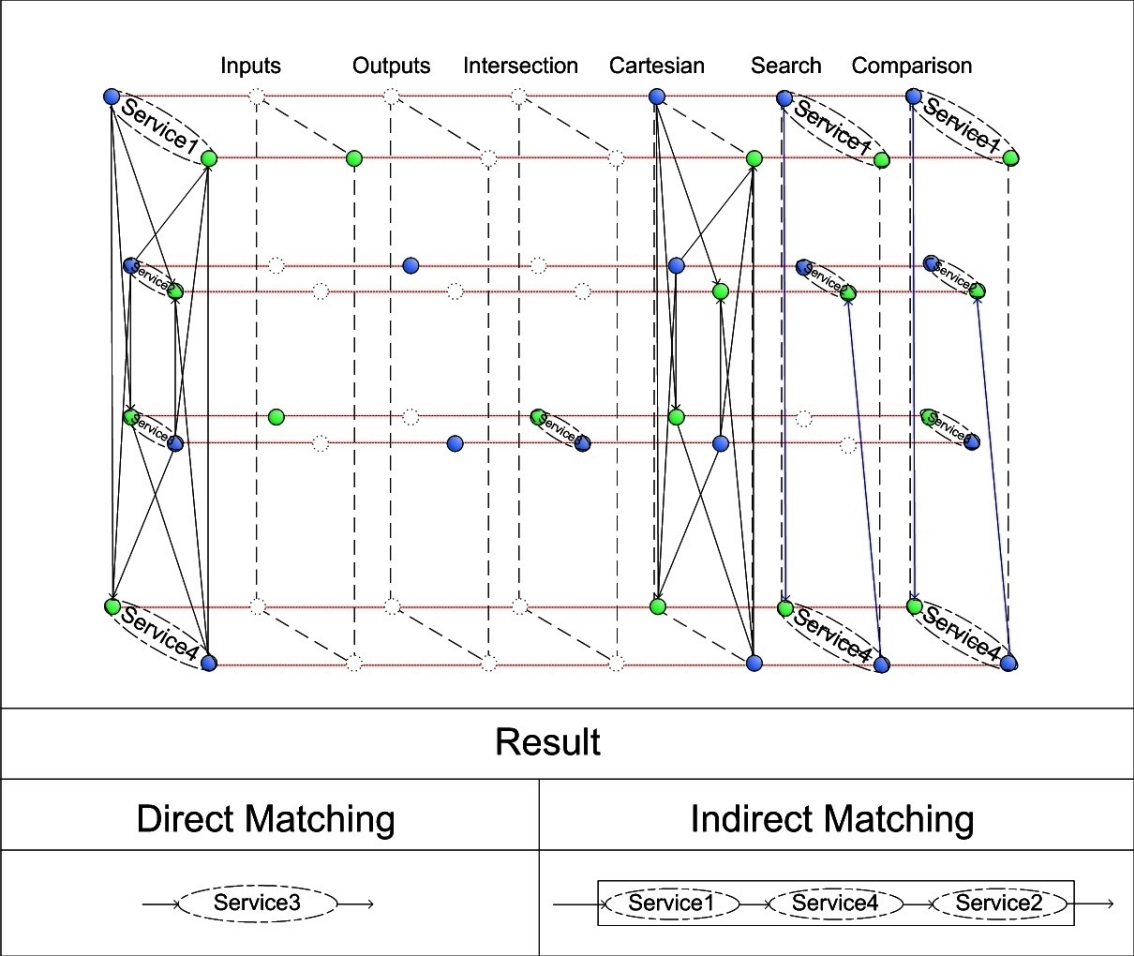 Inputs Outputs Intersection Cartesian Search Comparison
Service1 Service1 Service1
Service4 Service4 Service4
Result
Direct Matching Indirect Matching
Service3 Service1 Service4 Service2